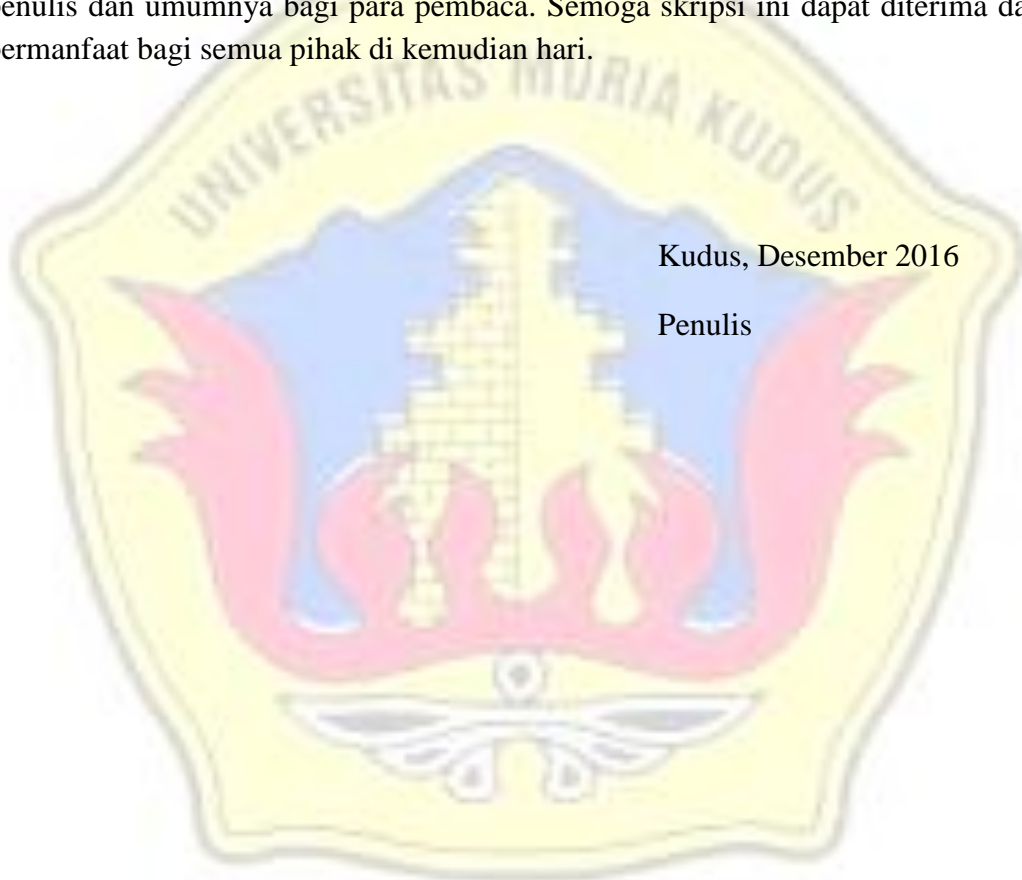 penulis dan umumnya bagi para pembaca. Semoga skripsi ini dapat diterima da
bermanfaat bagi semua pihak di kemudian hari.
UNIVERSITAS MURIA KUDUS
Kudus, Desember 2016
Penulis